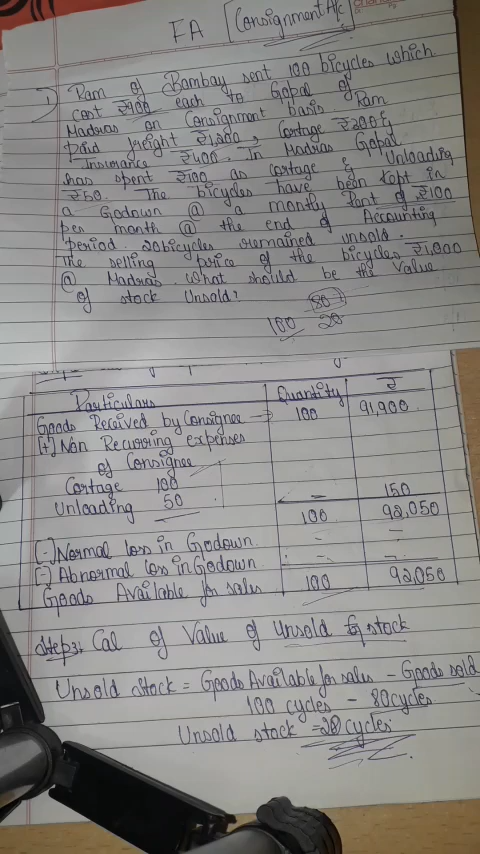 FA [Consignment A/c]
1) Ram of Bombay sent 100 bicycles which
cost ₹900 each to Gopal of
Madras on Consignment basis Ram
paid freight ₹1,200, Cartage ₹200 &
Insurance ₹400. In Madras Gopal
has spent ₹100 as cartage & Unloading
₹50. The bicycles have been kept in
a Godown @ a monthly Rent of ₹100
per month @ the end of Accounting
period. 20 bicycles remained unsold.
The selling price of the bicycles ₹1,000
@ Madras. What should be the Value
of stock Unsold?
80
100 20
Particulars Quantity ₹
Goods Received by Consignee → 100 91,900
[+] Non Recurring expenses
of Consignee
Cartage 100
Unloading 50 - 150
100 92,050
[-] Normal loss in Godown. - -
[-] Abnormal loss in Godown - -
Goods Available for sales 100 92,050
Step 3: Cal of Value of Unsold stock
Unsold Stock = Goods Available for sales - Goods sold
100 cycles - 80 cycles
Unsold stock = 20 cycles